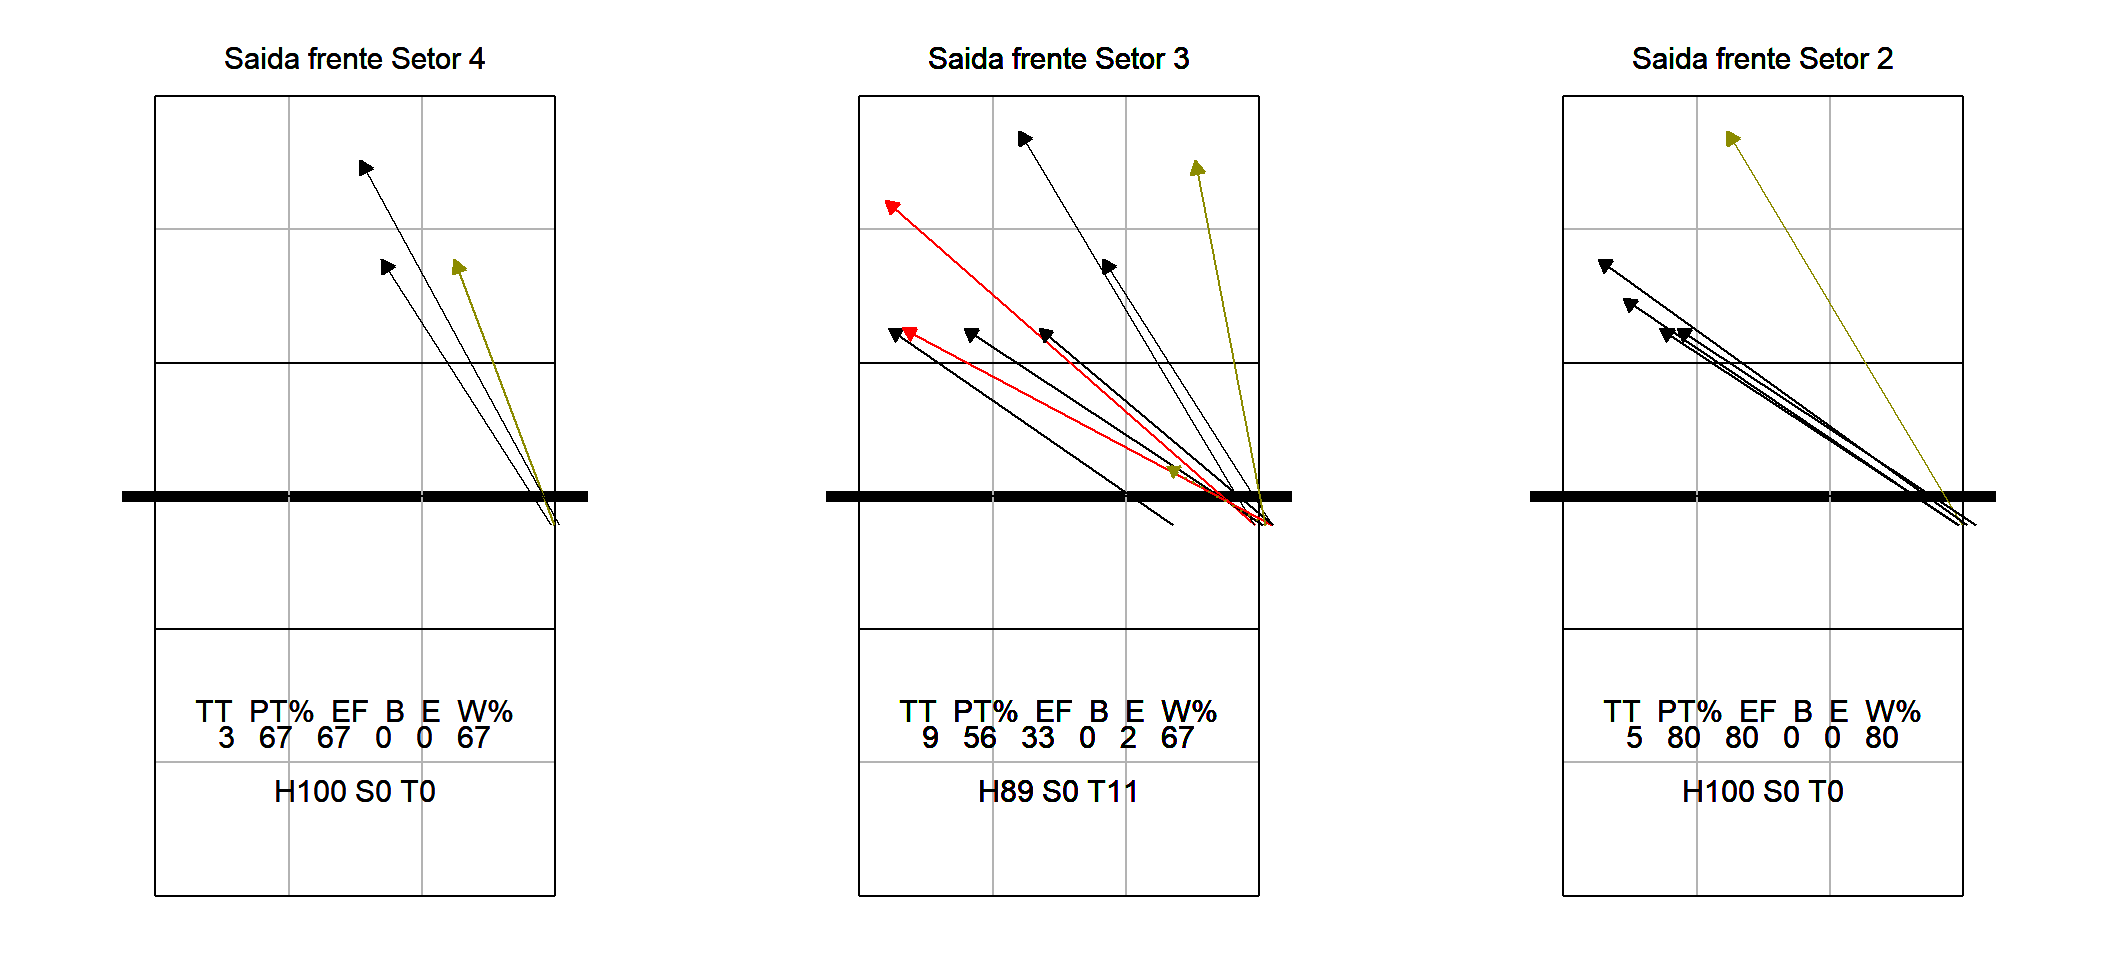 Saida frente Setor 4
TT PT% EF B E W%
3 67 67 0 0 67
H100 S0 T0
Saida frente Setor 3
TT PT% EF B E W%
9 56 33 0 2 67
H89 S0 T11
Saida frente Setor 2
TT PT% EF B E W%
5 80 80 0 0 80
H100 S0 T0